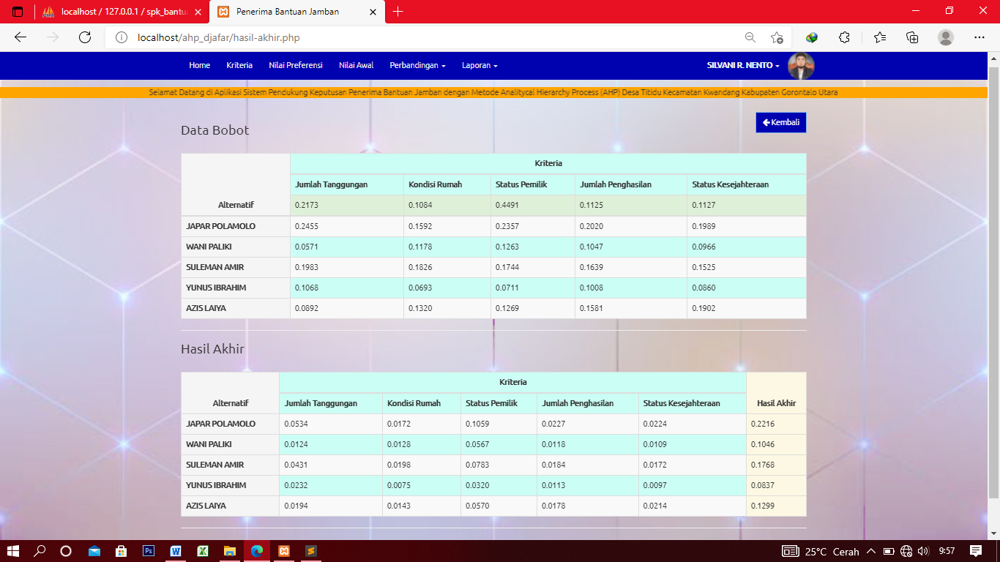 localhost / 127.0.0.1 / spk_bantua
Penerima Bantuan Jamban
localhost/ahp_djafar/hasil-akhir.php
Home Kriteria Nilai Preferensi Nilai Awal Perbandingan Laporan SILVANI R. NENTO
Selamat Datang di Aplikasi Sistem Pendukung Keputusan Penerima Bantuan Jamban dengan Metode Analitycal Hierarchy Process (AHP) Desa Titidu Kecamatan Kwandang Kabupaten Gorontalo Utara
Kembali
Data Bobot
Kriteria
Jumlah Tanggungan Kondisi Rumah Status Pemilik Jumlah Penghasilan Status Kesejahteraan
Alternatif 0.2173 0.1084 0.4491 0.1125 0.1127
JAPAR POLAMOLO 0.2455 0.1592 0.2357 0.2020 0.1989
WANI PALIKI 0.0571 0.1178 0.1263 0.1047 0.0966
SULEMAN AMIR 0.1983 0.1826 0.1744 0.1639 0.1525
YUNUS IBRAHIM 0.1068 0.0693 0.0711 0.1008 0.0860
AZIS LAIYA 0.0892 0.1320 0.1269 0.1581 0.1902
Hasil Akhir
Kriteria
Alternatif Jumlah Tanggungan Kondisi Rumah Status Pemilik Jumlah Penghasilan Status Kesejahteraan Hasil Akhir
JAPAR POLAMOLO 0.0534 0.0172 0.1059 0.0227 0.0224 0.2216
WANI PALIKI 0.0124 0.0128 0.0567 0.0118 0.0109 0.1046
SULEMAN AMIR 0.0431 0.0198 0.0783 0.0184 0.0172 0.1768
YUNUS IBRAHIM 0.0232 0.0075 0.0320 0.0113 0.0097 0.0837
AZIS LAIYA 0.0194 0.0143 0.0570 0.0178 0.0214 0.1299
25°C Cerah 9:57